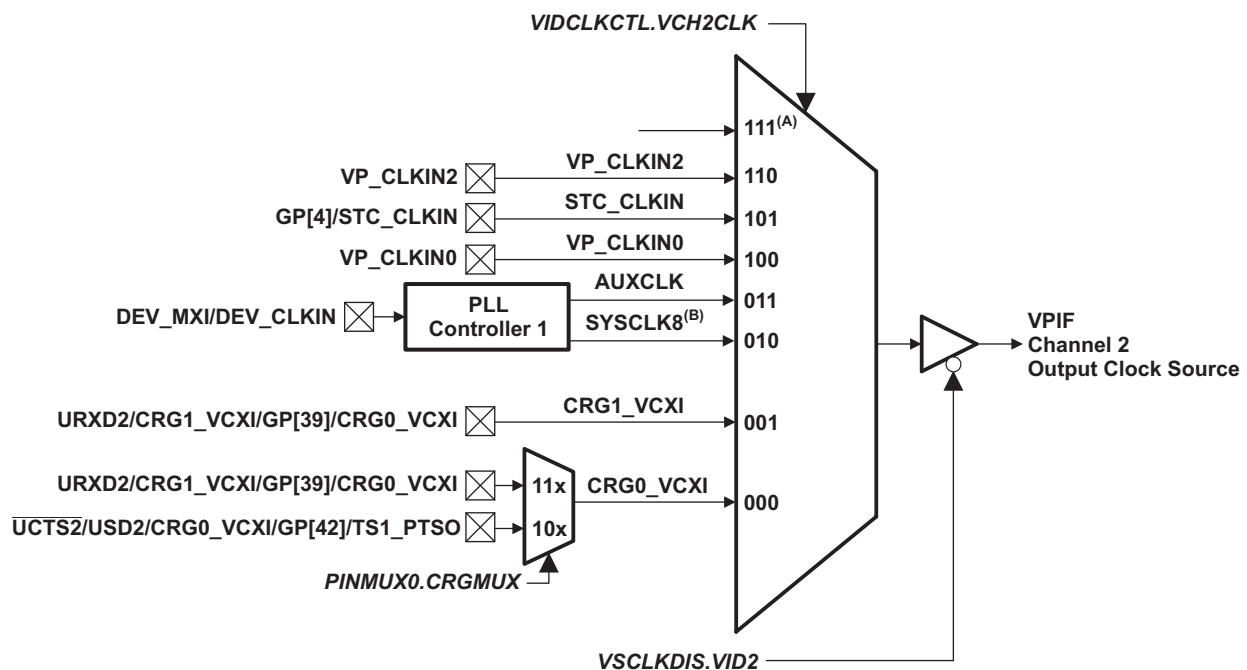 VIDCLKCTL.VCH2CLK
111(A)
VP_CLKIN2 VP_CLKIN2 110
GP[4]/STC_CLKIN STC_CLKIN 101
VP_CLKIN0 VP_CLKIN0 100
AUXCLK 011
DEV_MXI/DEV_CLKIN
PLL
Controller 1
SYSCLK8(B) 010
VPIF
Channel 2
Output Clock Source
URXD2/CRG1_VCXI/GP[39]/CRG0_VCXI CRG1_VCXI 001
URXD2/CRG1_VCXI/GP[39]/CRG0_VCXI 11x
CRG0_VCXI 000
UCTS2/USD2/CRG0_VCXI/GP[42]/TS1_PTSO 10x
PINMUX0.CRGMUX
VSCLKDIS.VID2